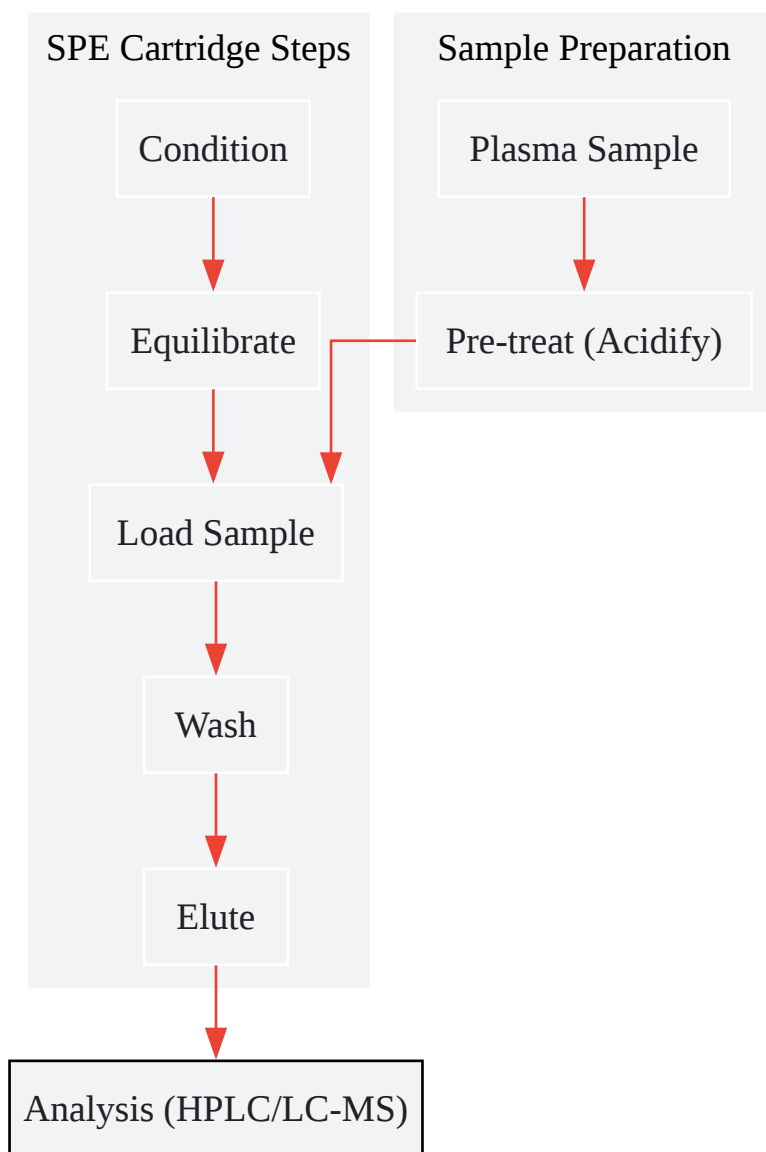 SPE Cartridge Steps
Condition
Equilibrate
Load Sample
Wash
Elute
Sample Preparation
Plasma Sample
Pre-treat (Acidify)
Analysis (HPLC/LC-MS)